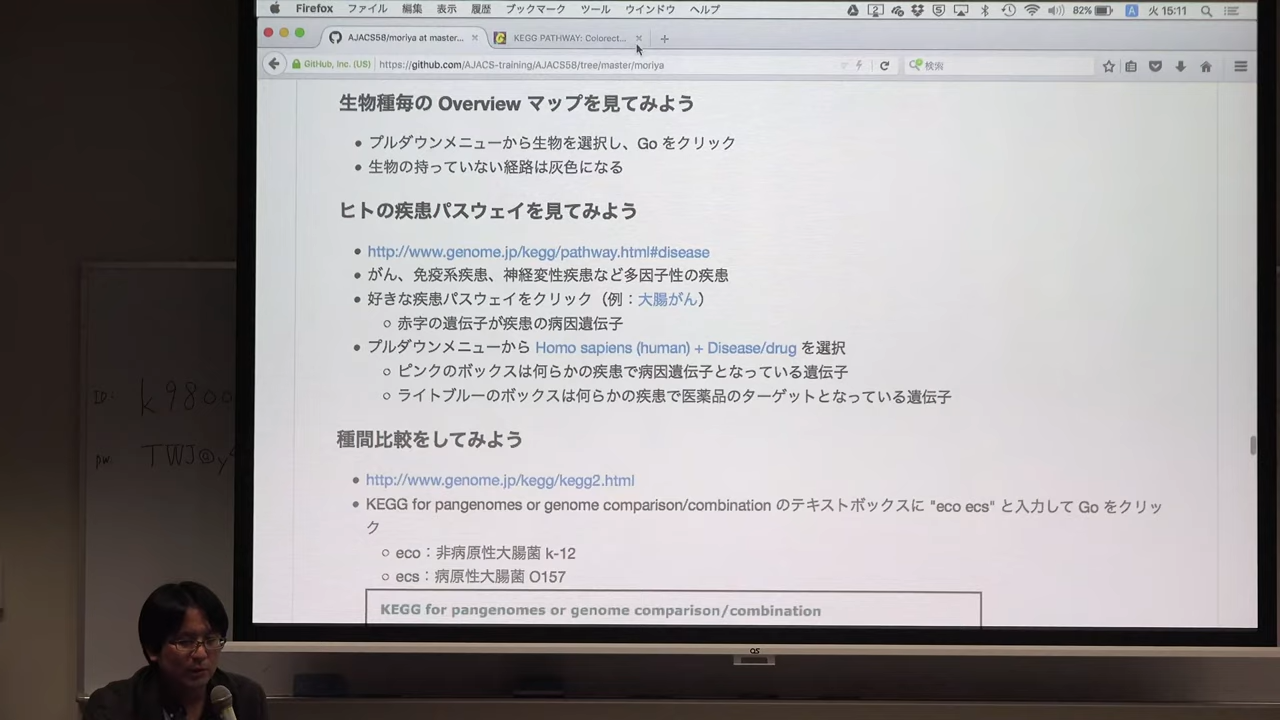 Firefox ファイル 編集 表示 履歴 ブックマーク ツール ウインドウ ヘルプ 82% A 火 15:11
AJACS58/moriya at master... × KEGG PATHWAY: Colorect... × +
GitHub, Inc. (US) https://github.com/AJACS-training/AJACS58/tree/master/moriya 検索
生物種毎の Overview マップを見てみよう
• プルダウンメニューから生物を選択し、Go をクリック
• 生物の持っていない経路は灰色になる
ヒトの疾患パスウェイを見てみよう
• http://www.genome.jp/kegg/pathway.html#disease
• がん、免疫系疾患、神経変性疾患など多因子性の疾患
• 好きな疾患パスウェイをクリック（例：大腸がん）
○ 赤字の遺伝子が疾患の病因遺伝子
• プルダウンメニューから Homo sapiens (human) + Disease/drug を選択
○ ピンクのボックスは何らかの疾患で病因遺伝子となっている遺伝子
○ ライトブルーのボックスは何らかの疾患で医薬品のターゲットとなっている遺伝子
種間比較をしてみよう
• http://www.genome.jp/kegg/kegg2.html
• KEGG for pangenomes or genome comparison/combination のテキストボックスに "eco ecs" と入力して Go をクリッ
ク
○ eco：非病原性大腸菌 k-12
○ ecs：病原性大腸菌 O157
KEGG for pangenomes or genome comparison/combination
ID: k9800
pw: TWJ@y